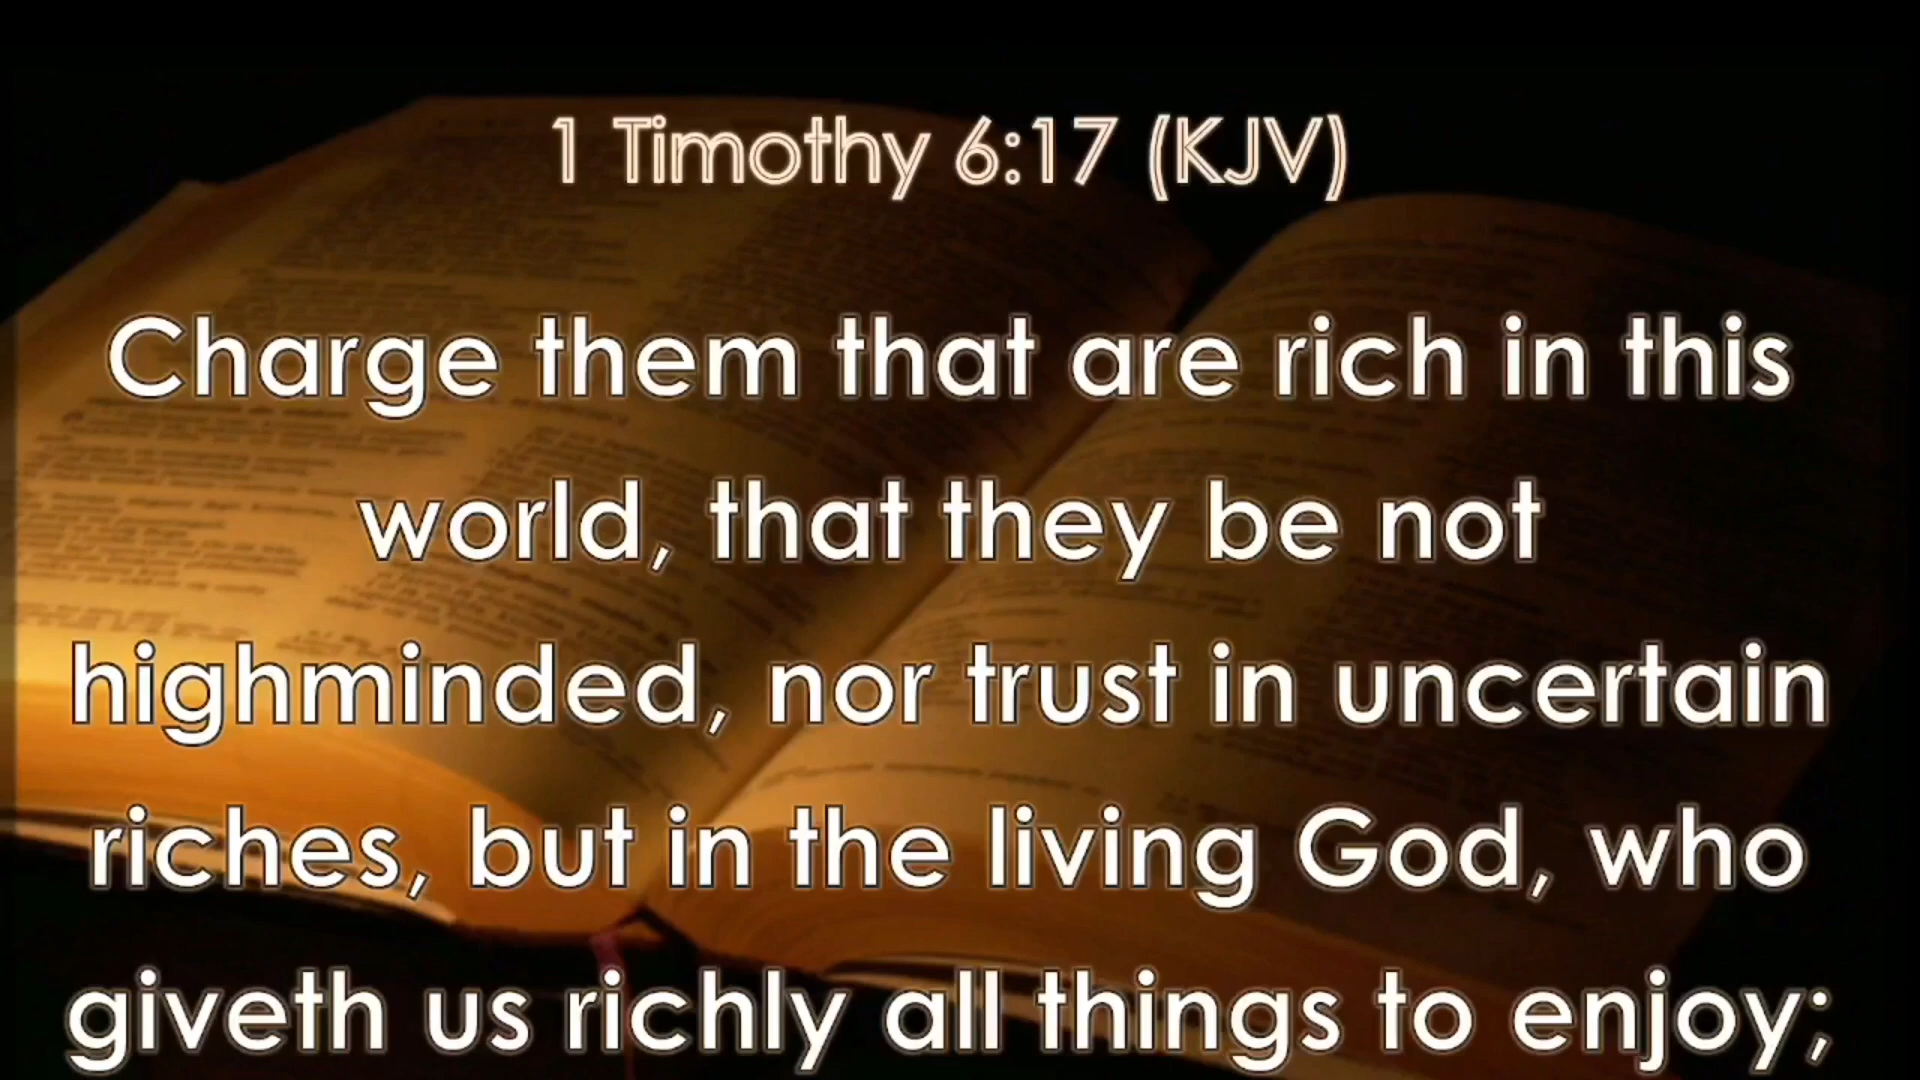 1 Timothy 6:17 (KJV)
Charge them that are rich in this
world, that they be not
highminded, nor trust in uncertain
riches, but in the living God, who
giveth us richly all things to enjoy;